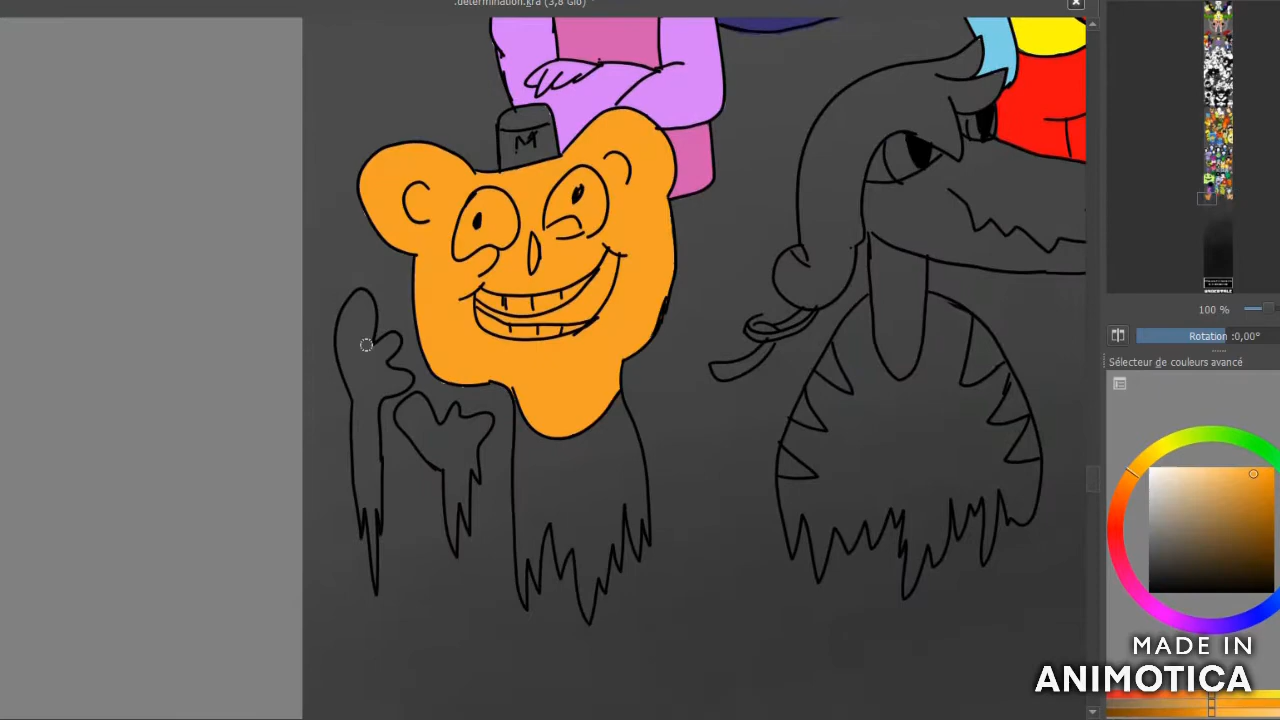 .determination.kra (3,8 Gio) *
M
100 %
Rotation :0,00°
Sélecteur de couleurs avancé
MADE IN
ANIMOTICA